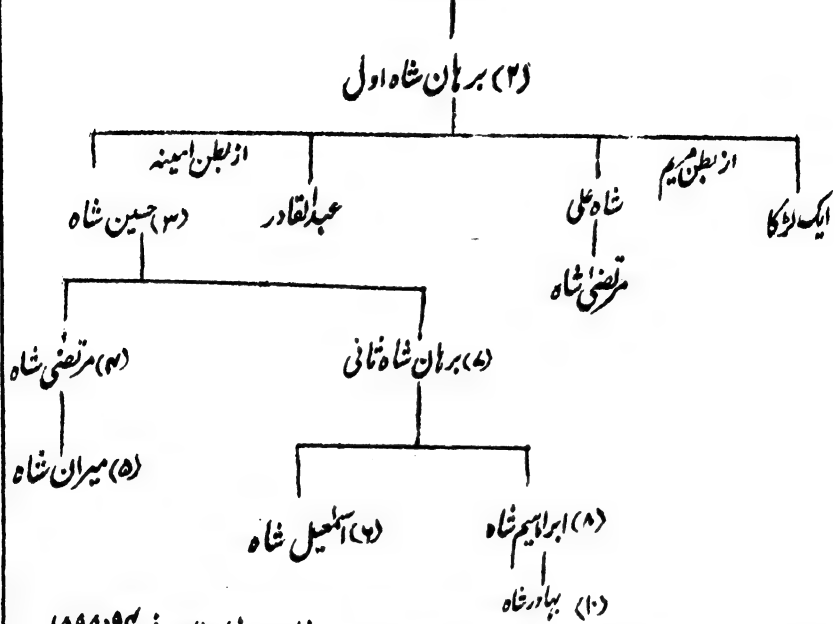 (۲) برہان شاہ اول
از بطن مریم
از بطن امینہ
ایک لڑکا
شاہ علی
عبدالقادر
(۳) حسین شاہ
مرتضیٰ شاہ
(۷) برہان شاہ ثانی
(۴) مرتضیٰ شاہ
(۵) میران شاہ
(۸) ابراہیم شاہ
(۶) اسمٰعیل شاہ
(۱۰) بہادر شاہ